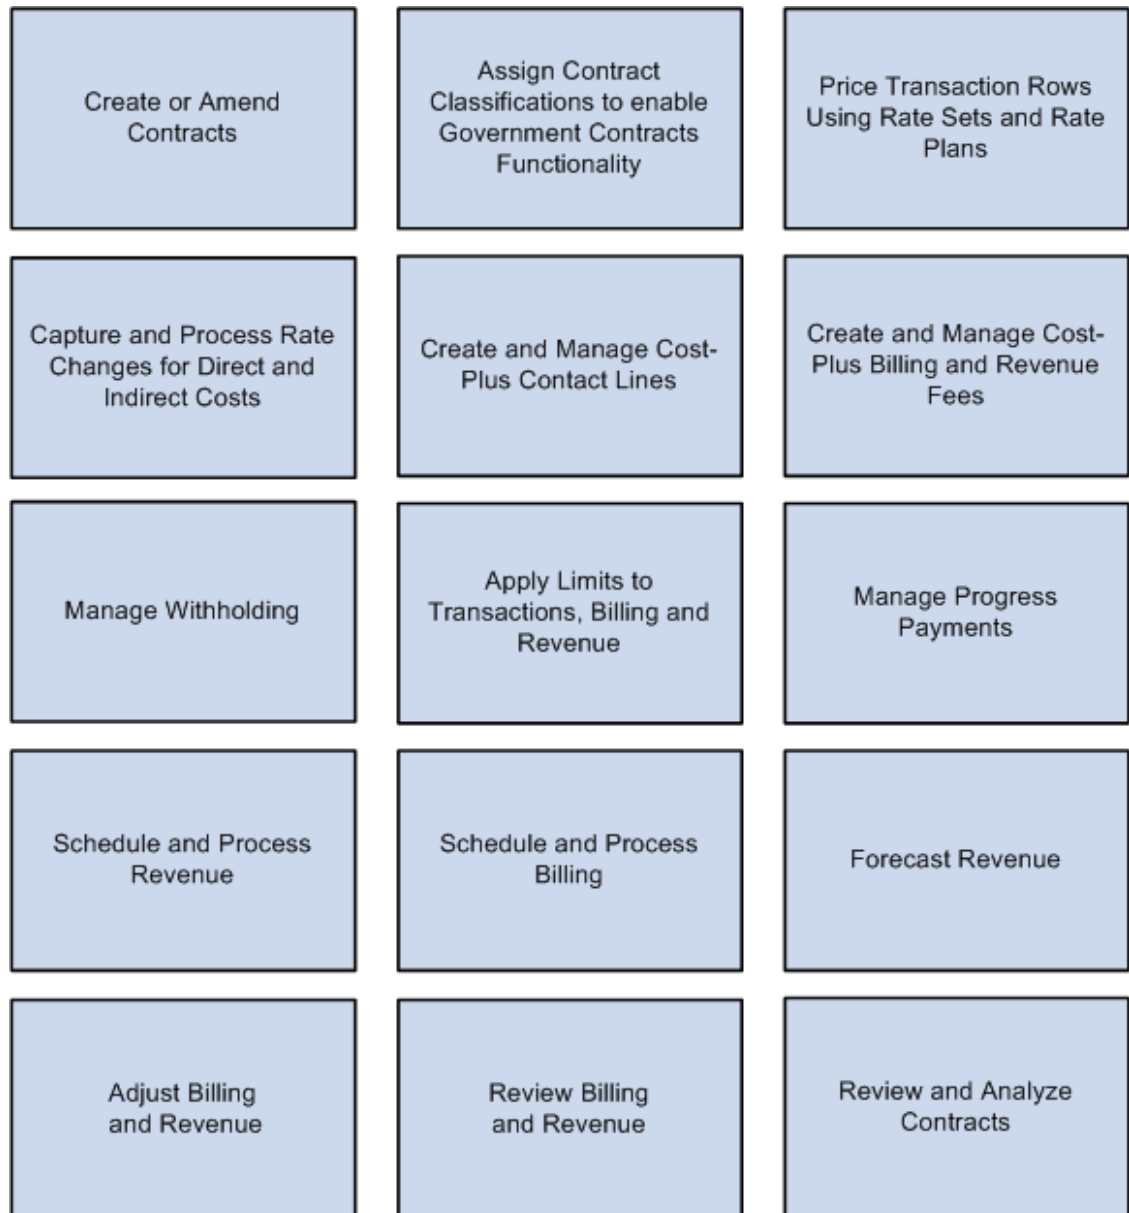 Create or Amend
Contracts
Assign Contract
Classifications to enable
Government Contracts
Functionality
Price Transaction Rows
Using Rate Sets and Rate
Plans
Capture and Process Rate
Changes for Direct and
Indirect Costs
Create and Manage Cost-
Plus Contact Lines
Create and Manage Cost-
Plus Billing and Revenue
Fees
Manage Withholding
Apply Limits to
Transactions, Billing and
Revenue
Manage Progress
Payments
Schedule and Process
Revenue
Schedule and Process
Billing
Forecast Revenue
Adjust Billing
and Revenue
Review Billing
and Revenue
Review and Analyze
Contracts